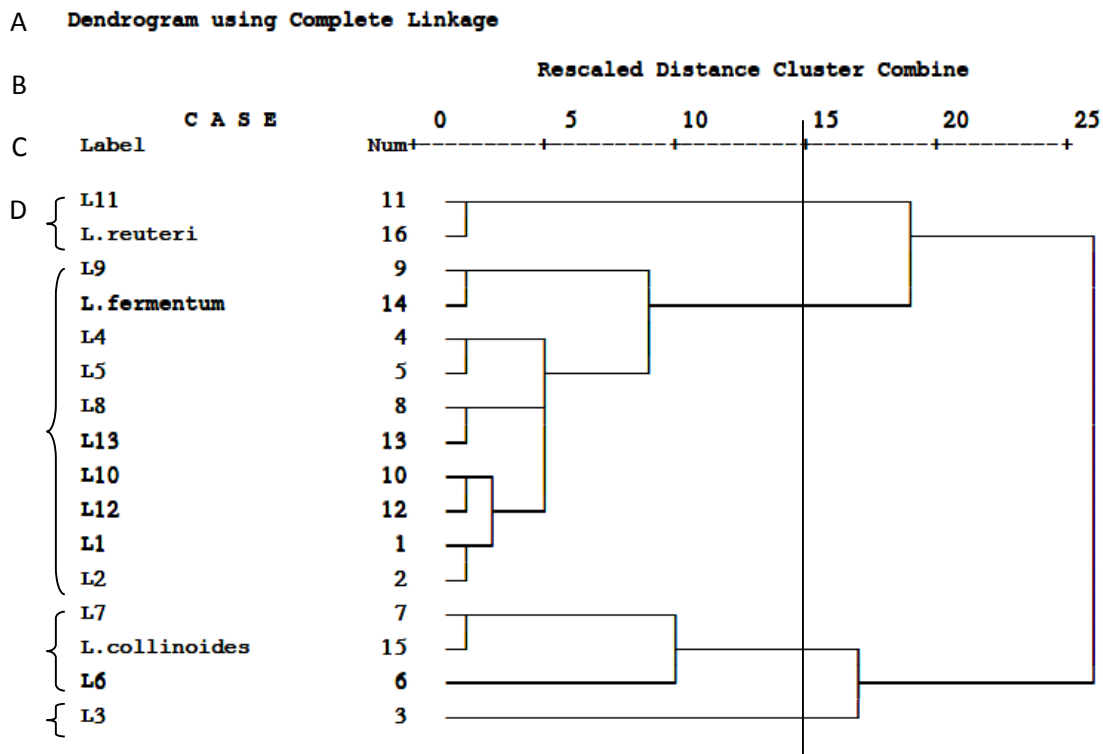 A Dendrogram using Complete Linkage
Rescaled Distance Cluster Combine
B
C A S E 0 5 10 15 20 25
C Label Num+---------+---------+---------+---------+---------+
D L11 11
L.reuteri 16
L9 9
L.fermentum 14
L4 4
L5 5
L8 8
L13 13
L10 10
L12 12
L1 1
L2 2
L7 7
L.collinoides 15
L6 6
L3 3